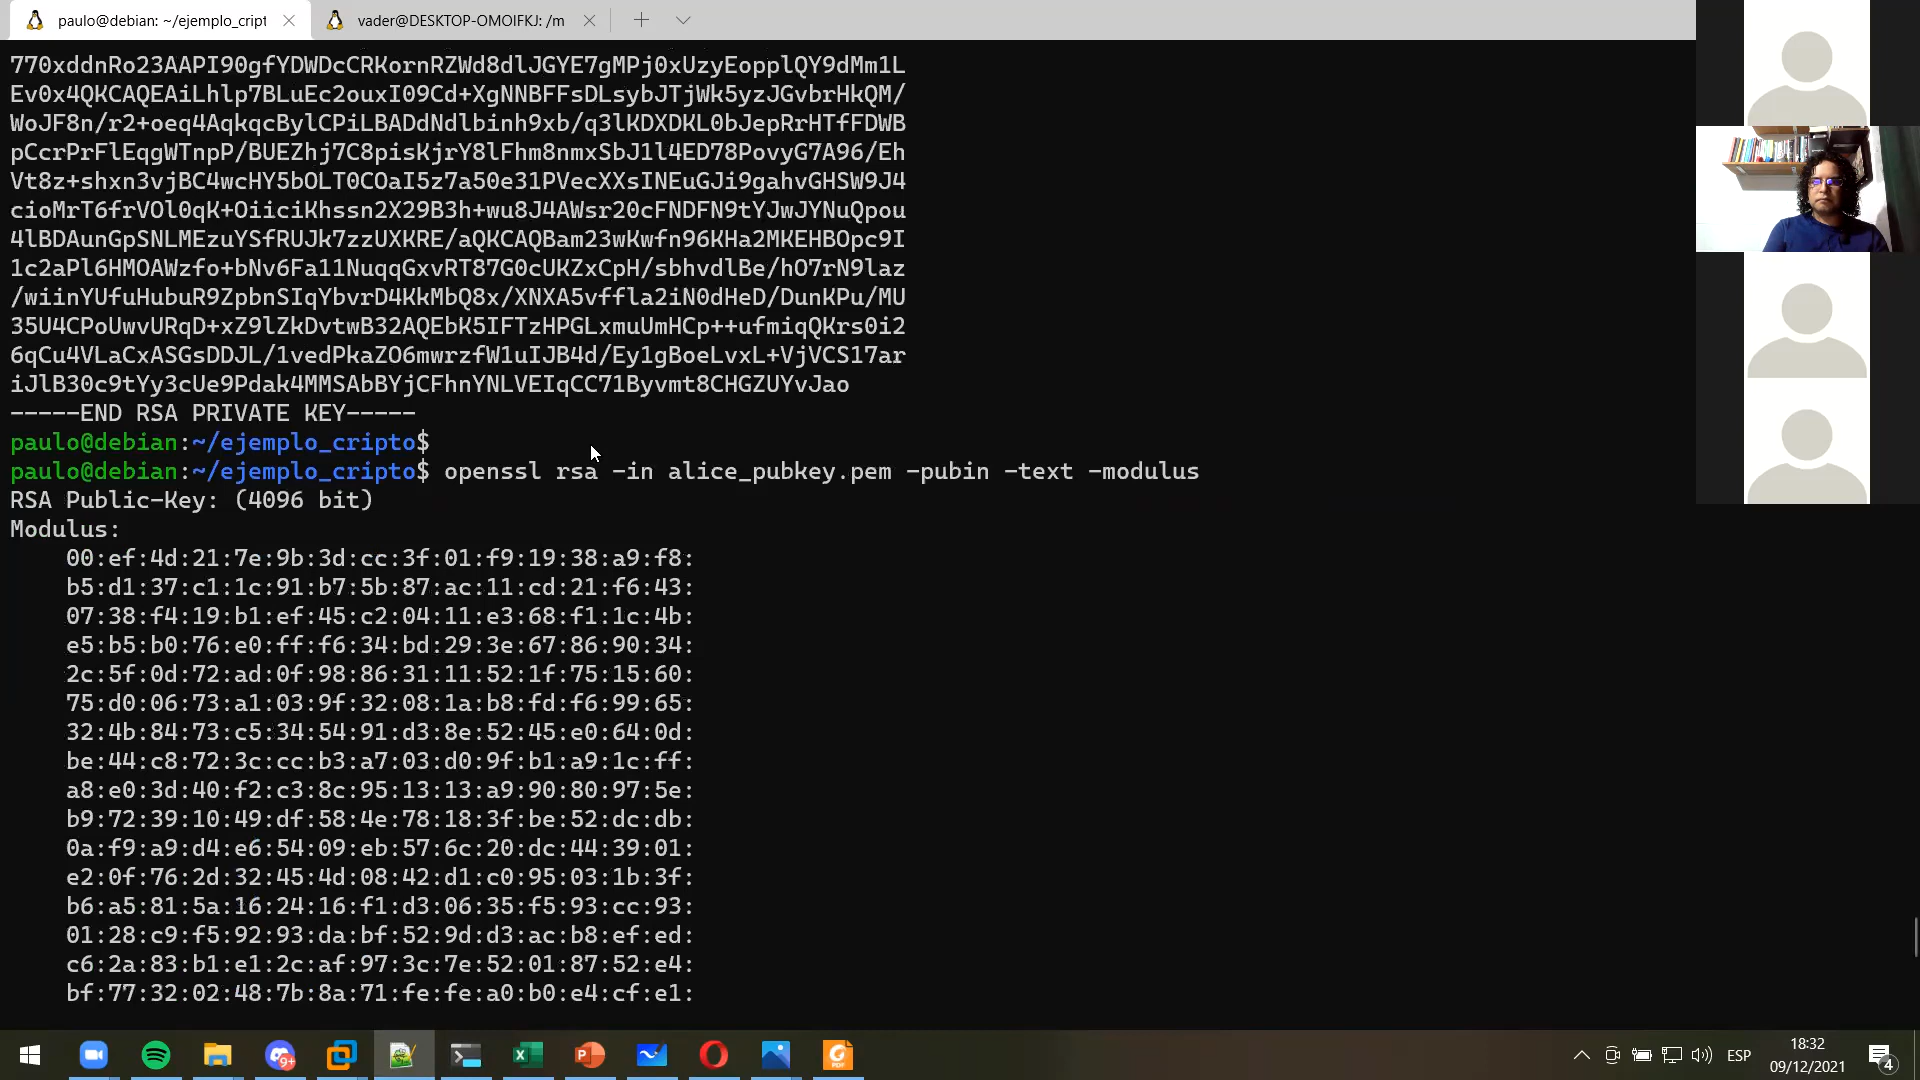 paulo@debian: ~/ejemplo_cript
vader@DESKTOP-OMOIFKJ: /m
770xddnRo23AAPI90gfYDWDcCRKornRZWd8dlJGYE7gMPj0xUzyEopplQY9dMm1L
Ev0x4QKCAQEAiLhlp7BLuEc2ouxI09Cd+XgNNBFFsDLsybJTjWk5yzJGvbrHkQM/
WoJF8n/r2+oeq4AqkqcBylCPiLBADdNdlbinh9xb/q3lKDXDKL0bJepRrHTfFDWB
pCcrPrFlEqgWTnpP/BUEZhj7C8pisKjrY8lFhm8nmxSbJ1l4ED78PovyG7A96/Eh
Vt8z+shxn3vjBC4wcHY5bOLT0COaI5z7a50e31PVecXXsINEuGJi9gahvGHSW9J4
cioMrT6frVOl0qK+OiiciKhssn2X29B3h+wu8J4AWsr20cFNDFN9tYJwJYNuQpou
4lBDAunGpSNLMEzuYSfRUJk7zzUXKRE/aQKCAQBam23wKwfn96KHa2MKEHBOpc9I
1c2aPl6HMOAWzfo+bNv6Fa11NuqqGxvRT87G0cUKZxCpH/sbhvdlBe/hO7rN9laz
/wiinYUfuHubuR9ZpbnSIqYbvrD4KkMbQ8x/XNXA5vffla2iN0dHeD/DunKPu/MU
35U4CPoUwvURqD+xZ9lZkDvtwB32AQEbK5IFTzHPGLxmuUmHCp++ufmiqQKrs0i2
6qCu4VLaCxASGsDDJL/1vedPkaZO6mwrzfW1uIJB4d/Ey1gBoeLvxL+VjVCS17ar
iJlB30c9tYy3cUe9Pdak4MMSAbBYjCFhnYNLVEIqCC71Byvmt8CHGZUYvJao
-----END RSA PRIVATE KEY-----
paulo@debian:~/ejemplo_cripto$
paulo@debian:~/ejemplo_cripto$ openssl rsa -in alice_pubkey.pem -pubin -text -modulus
RSA Public-Key: (4096 bit)
Modulus:
00:ef:4d:21:7e:9b:3d:cc:3f:01:f9:19:38:a9:f8:
b5:d1:37:c1:1c:91:b7:5b:87:ac:11:cd:21:f6:43:
07:38:f4:19:b1:ef:45:c2:04:11:e3:68:f1:1c:4b:
e5:b5:b0:76:e0:ff:f6:34:bd:29:3e:67:86:90:34:
2c:5f:0d:72:ad:0f:98:86:31:11:52:1f:75:15:60:
75:d0:06:73:a1:03:9f:32:08:1a:b8:fd:f6:99:65:
32:4b:84:73:c5:34:54:91:d3:8e:52:45:e0:64:0d:
be:44:c8:72:3c:cc:b3:a7:03:d0:9f:b1:a9:1c:ff:
a8:e0:3d:40:f2:c3:8c:95:13:13:a9:90:80:97:5e:
b9:72:39:10:49:df:58:4e:78:18:3f:be:52:dc:db:
0a:f9:a9:d4:e6:54:09:eb:57:6c:20:dc:44:39:01:
e2:0f:76:2d:32:45:4d:08:42:d1:c0:95:03:1b:3f:
b6:a5:81:5a:16:24:16:f1:d3:06:35:f5:93:cc:93:
01:28:c9:f5:92:93:da:bf:52:9d:d3:ac:b8:ef:ed:
c6:2a:83:b1:e1:2c:af:97:3c:7e:52:01:87:52:e4:
bf:77:32:02:48:7b:8a:71:fe:fe:a0:b0:e4:cf:e1:
9+
ESP
18:32
09/12/2021
4